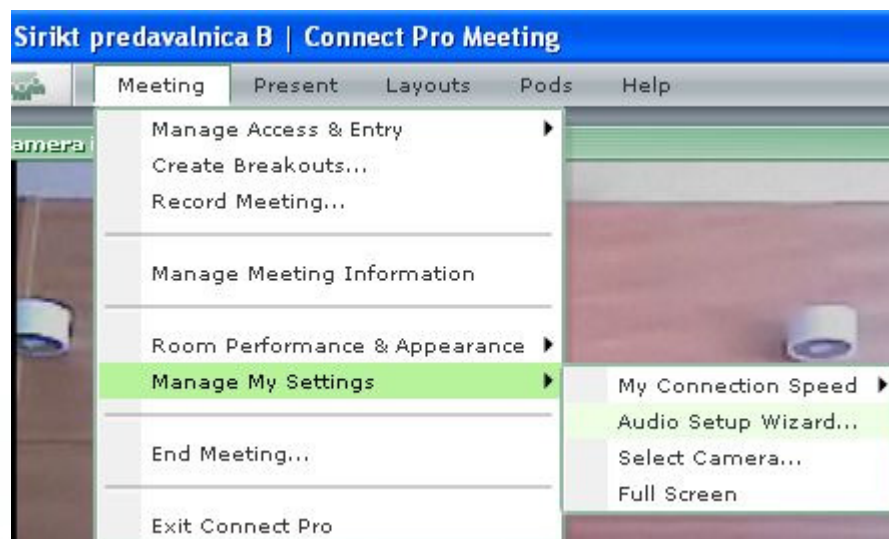 Sirikt predavalnica B | Connect Pro Meeting
Meeting Present Layouts Pods Help
amera
Manage Access & Entry
Create Breakouts...
Record Meeting...
Manage Meeting Information
Room Performance & Appearance
Manage My Settings
My Connection Speed
Audio Setup Wizard...
Select Camera...
Full Screen
End Meeting...
Exit Connect Pro